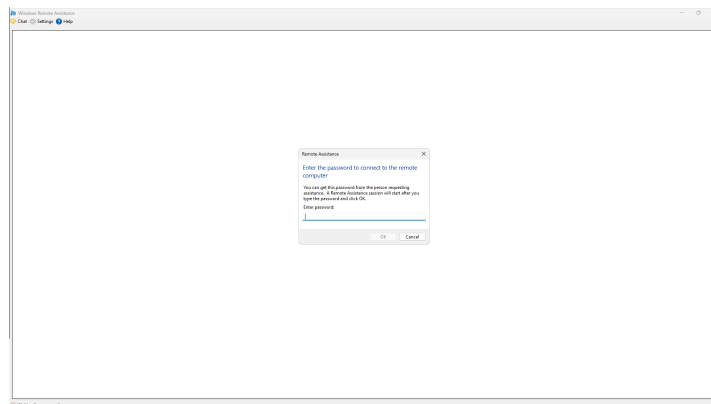 Windows Remote Assistance
Chat Settings Help
Remote Assistance
Enter the password to connect to the remote
computer
You can get this password from the person requesting
assistance. A Remote Assistance session will start after you
type the password and click OK.
Enter password:
OK Cancel